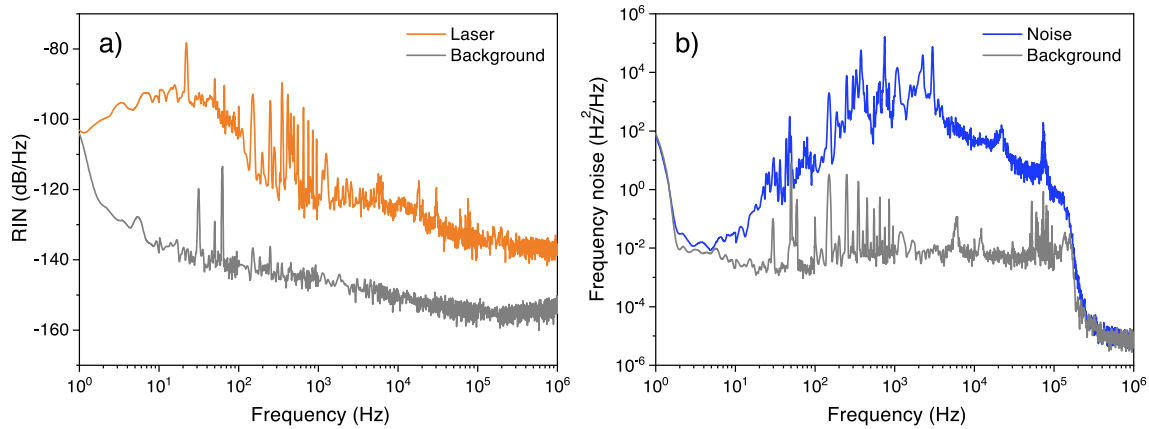 a)
Laser
Background
RIN (dB/Hz)
-80
-100
-120
-140
-160
10^0
10^1
10^2
10^3
10^4
10^5
10^6
Frequency (Hz)
b)
Noise
Background
Frequency noise (Hz^2/Hz)
10^6
10^4
10^2
10^0
10^-2
10^-4
10^-6
10^0
10^1
10^2
10^3
10^4
10^5
10^6
Frequency (Hz)